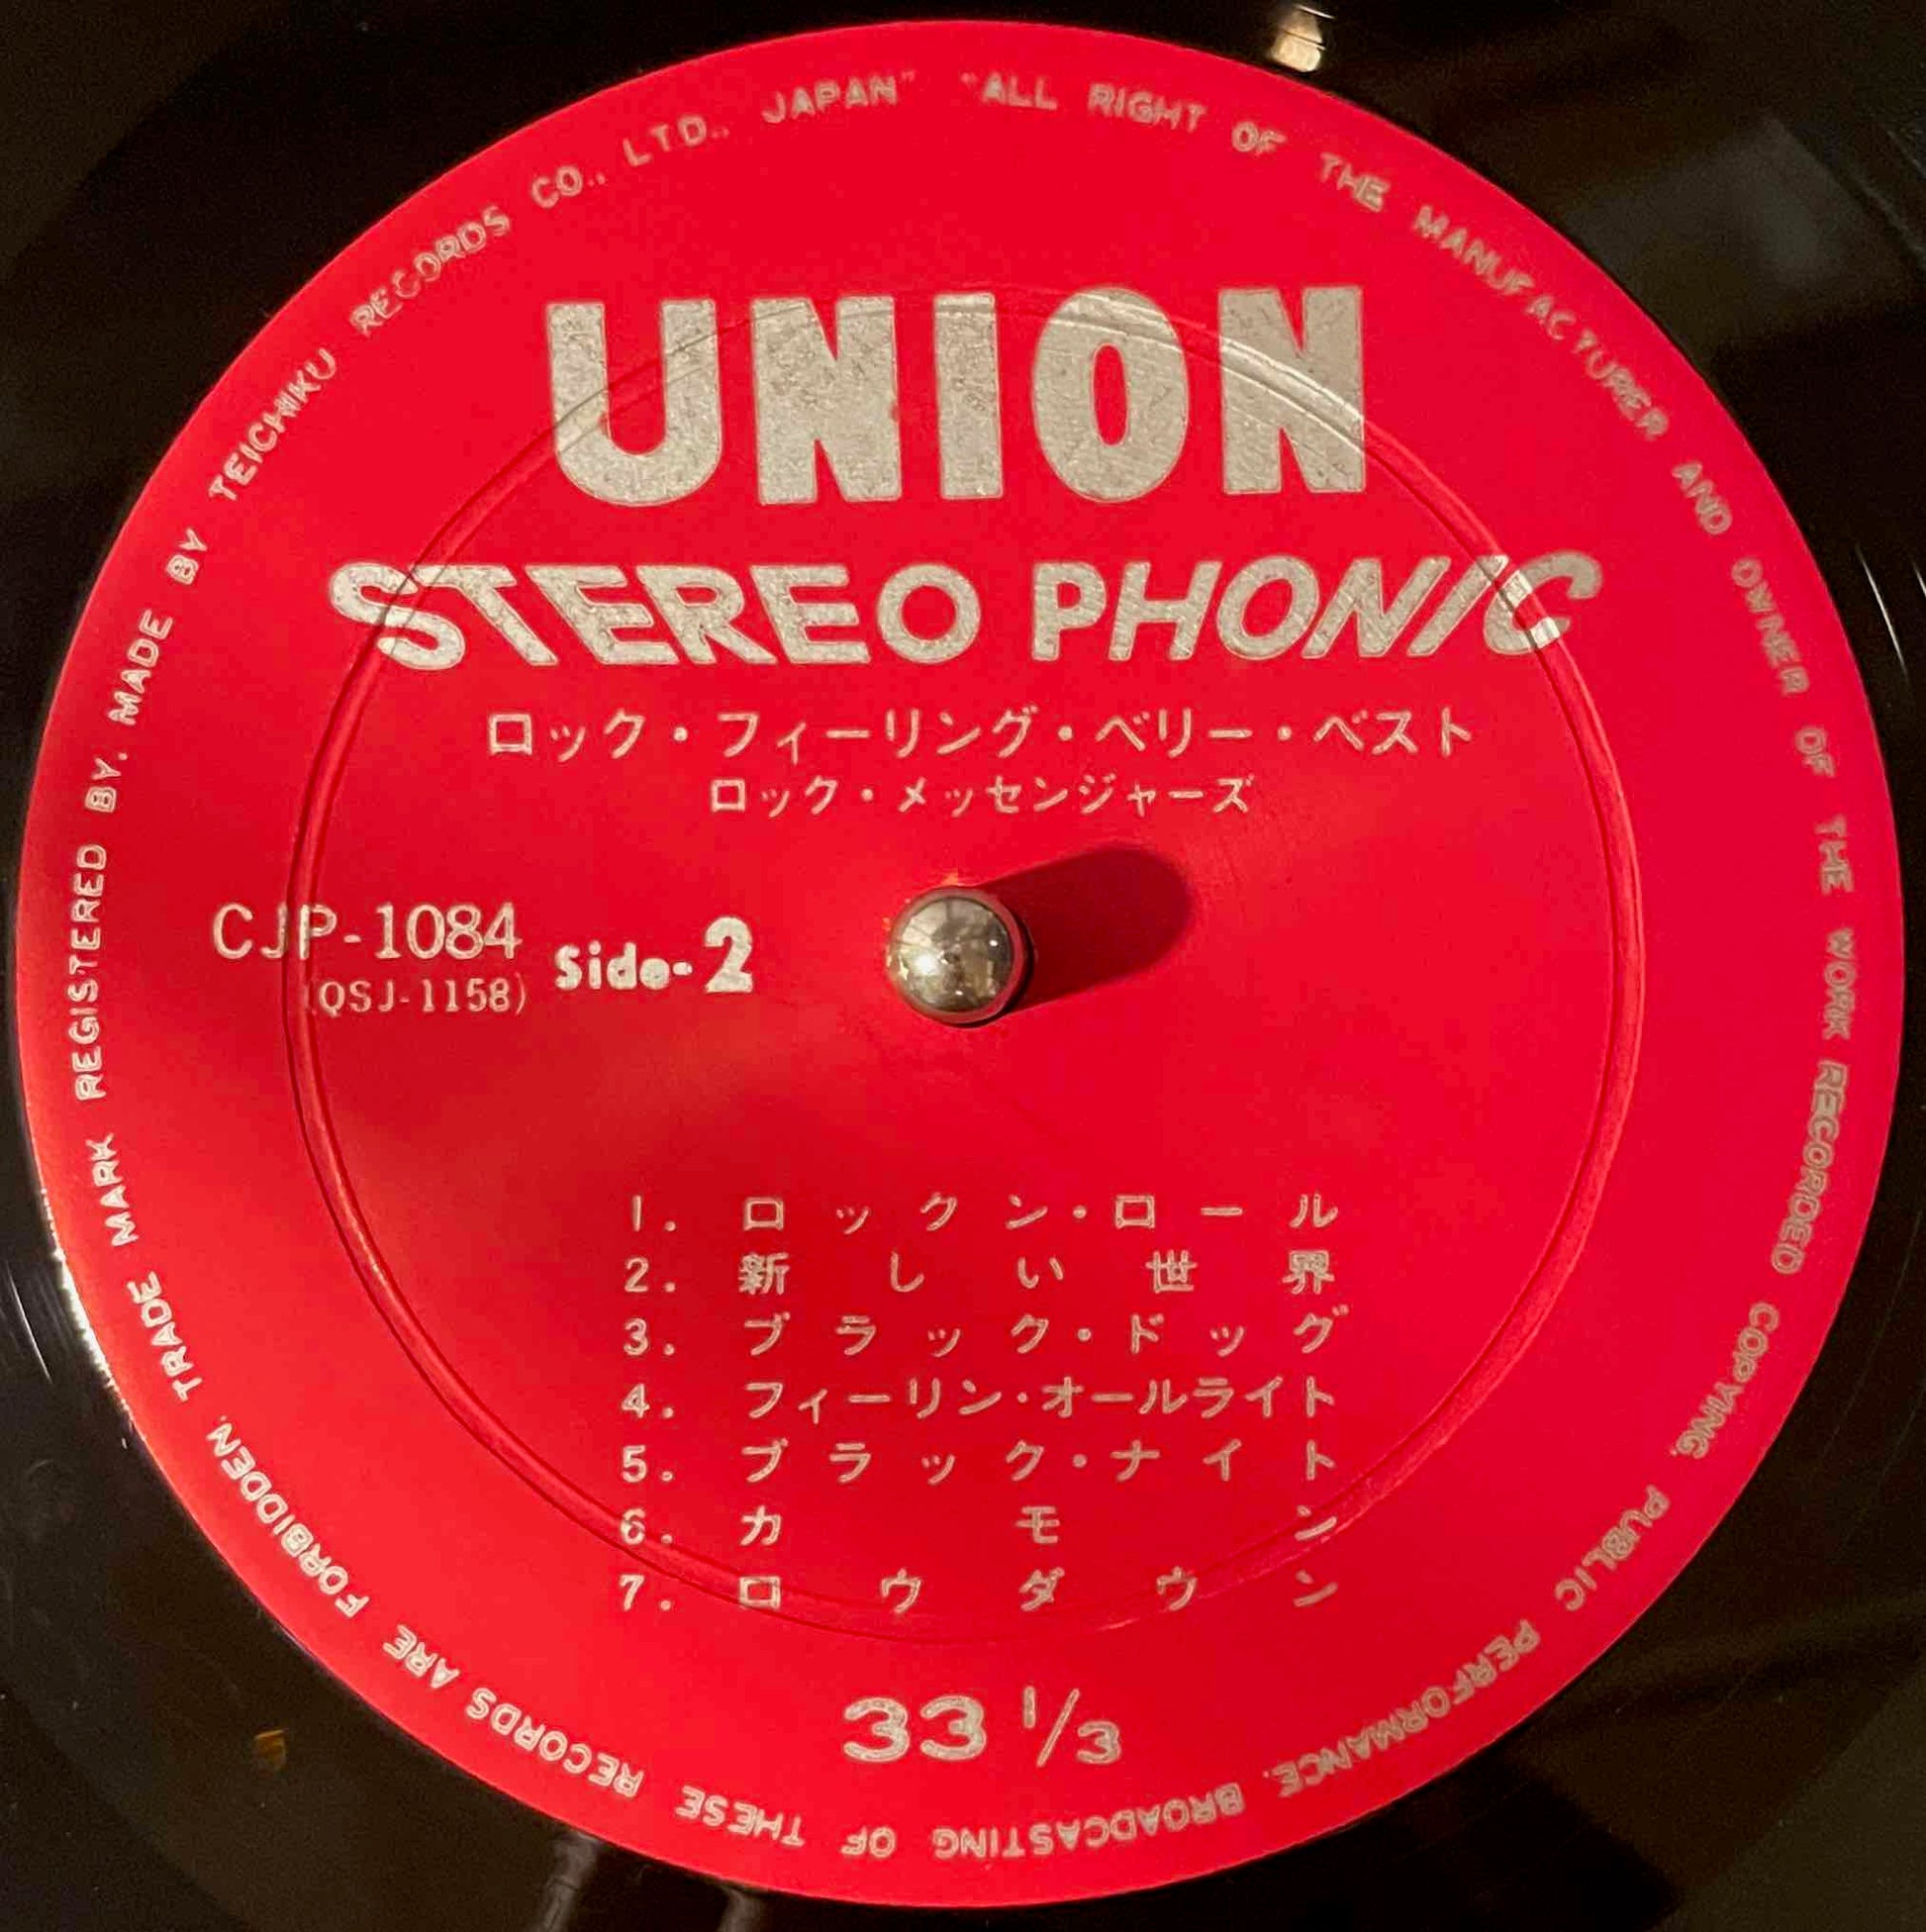 UNION
STEREO PHONIC
ロック・フィーリング・ベリー・ベスト
ロック・メッセンジャーズ
CJP-1084
(QSJ-1158)
Side-2
1. ロックン・ロール
2. 新しい世界
3. ブラック・ドッグ
4. フィーリン・オールライト
5. ブラック・ナイト
6. カモン
7. ロウダウン
33 1/3
"ALL RIGHT OF THE MANUFACTURER AND OWNER OF THE WORK RECORDED COPYING. PUBLIC PERFORMANCE. BROADCASTING OF THESE RECORDS ARE FORBIDDEN. TRADE MARK REGISTERED BY. MADE BY TEICHIKU RECORDS CO., LTD., JAPAN"